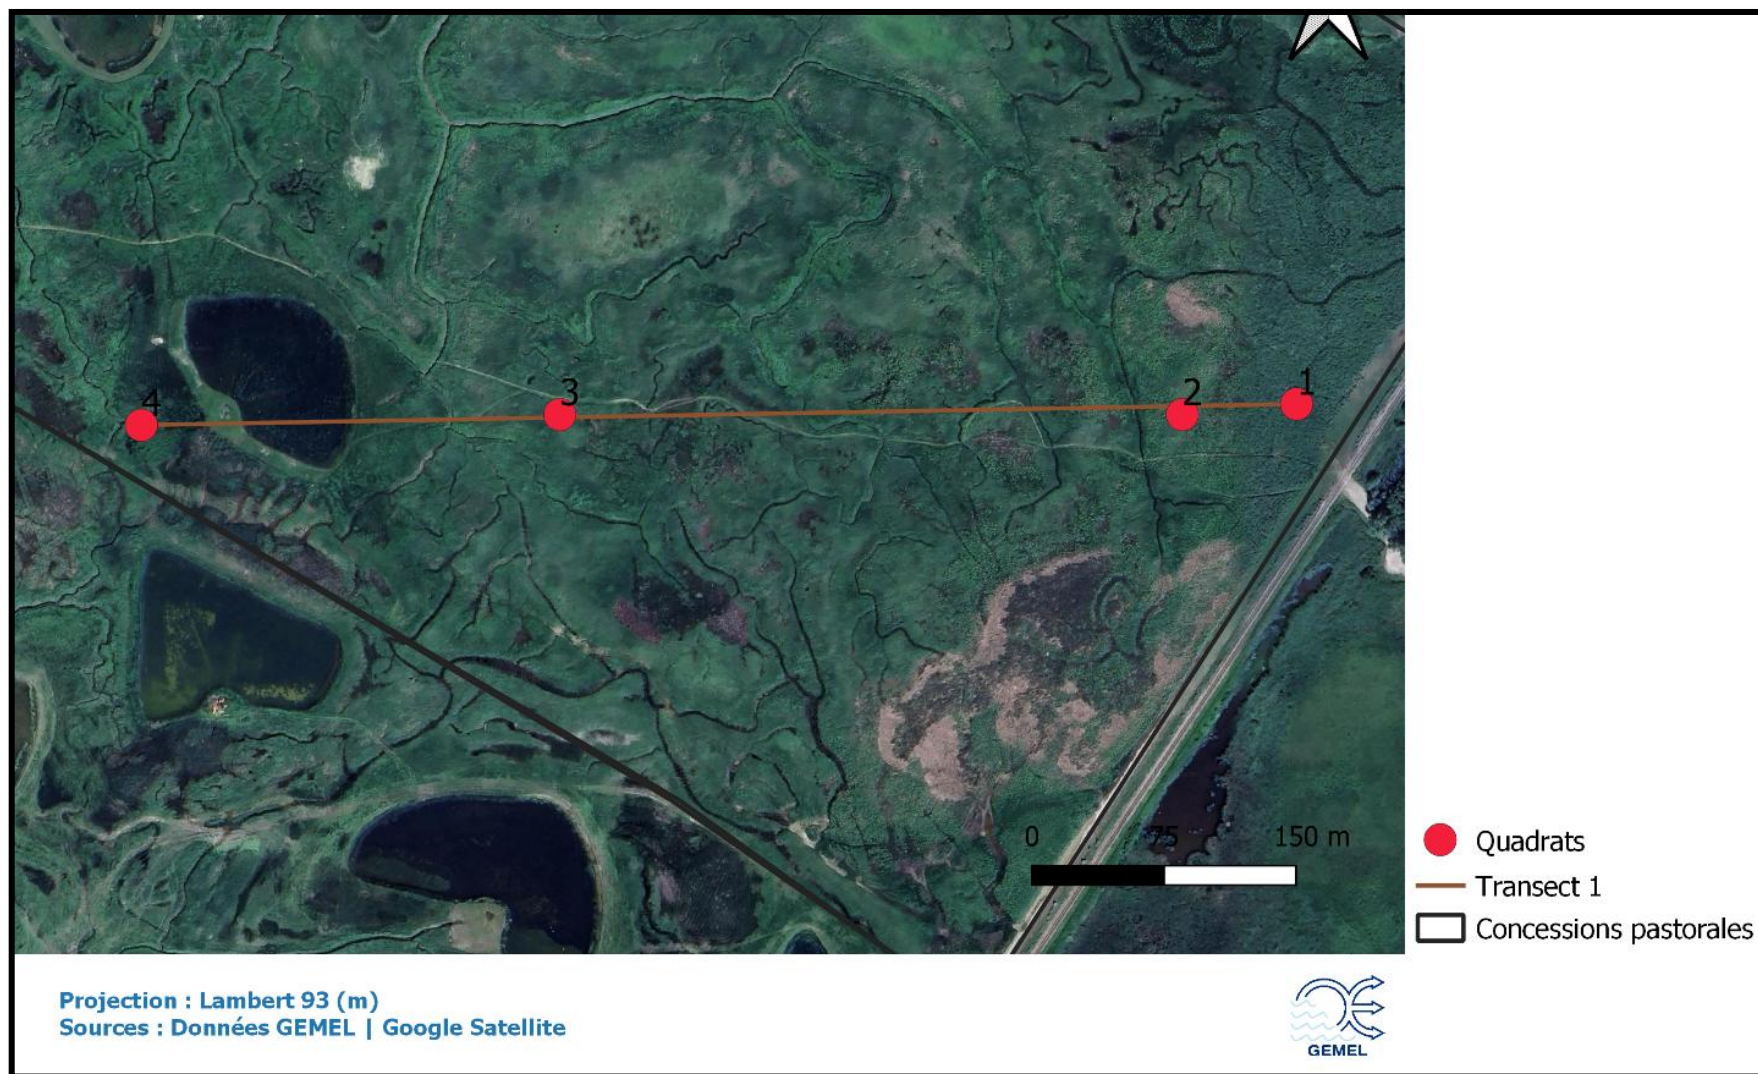 1
2
3
4
0 75 150 m
Quadrats
Transect 1
Concessions pastorales
Projection : Lambert 93 (m)
Sources : Données GEMEL | Google Satellite
GEMEL